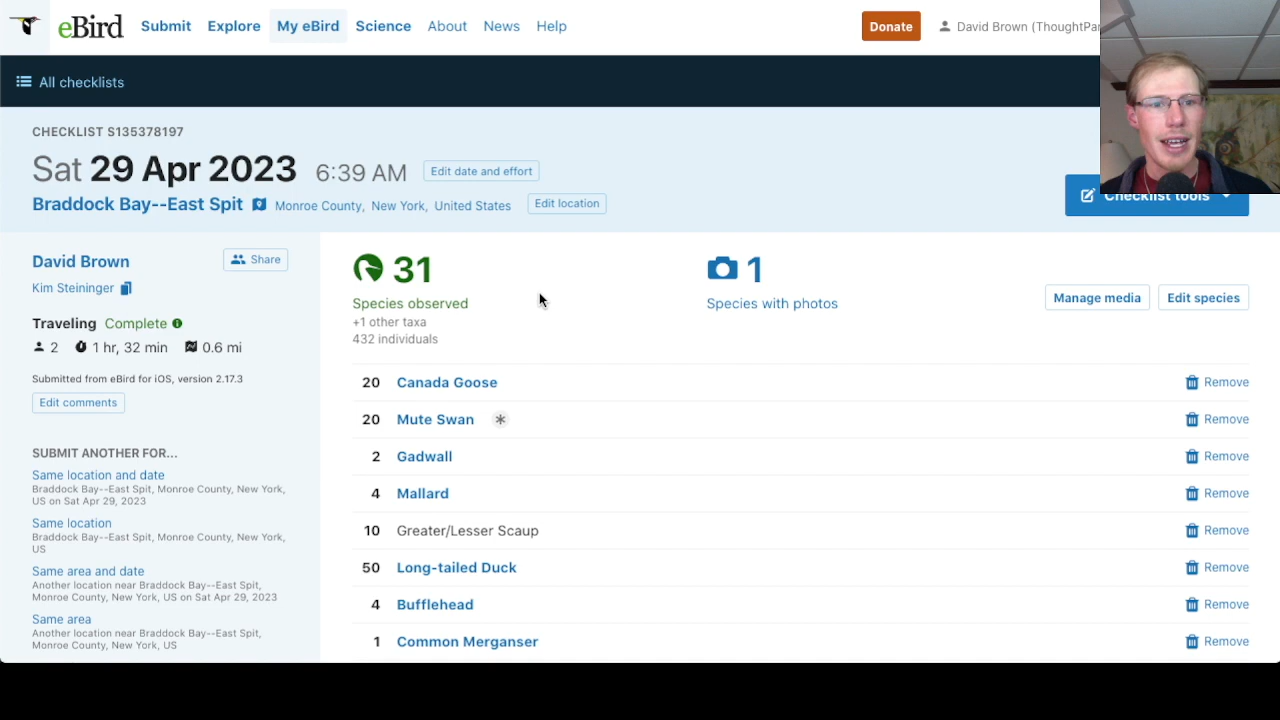 eBird Submit Explore My eBird Science About News Help Donate David Brown (ThoughtPar
All checklists
CHECKLIST S135378197
Sat 29 Apr 2023 6:39 AM Edit date and effort
Braddock Bay--East Spit Monroe County, New York, United States Edit location
Checklist tools
David Brown Share
Kim Steininger
Traveling Complete
2 1 hr, 32 min 0.6 mi
Submitted from eBird for iOS, version 2.17.3
Edit comments
SUBMIT ANOTHER FOR...
Same location and date
Braddock Bay--East Spit, Monroe County, New York,
US on Sat Apr 29, 2023
Same location
Braddock Bay--East Spit, Monroe County, New York,
US
Same area and date
Another location near Braddock Bay--East Spit,
Monroe County, New York, US on Sat Apr 29, 2023
Same area
Another location near Braddock Bay--East Spit,
Monroe County, New York, US
31 1
Species observed Species with photos Manage media Edit species
+1 other taxa
432 individuals
20 Canada Goose Remove
20 Mute Swan * Remove
2 Gadwall Remove
4 Mallard Remove
10 Greater/Lesser Scaup Remove
50 Long-tailed Duck Remove
4 Bufflehead Remove
1 Common Merganser Remove